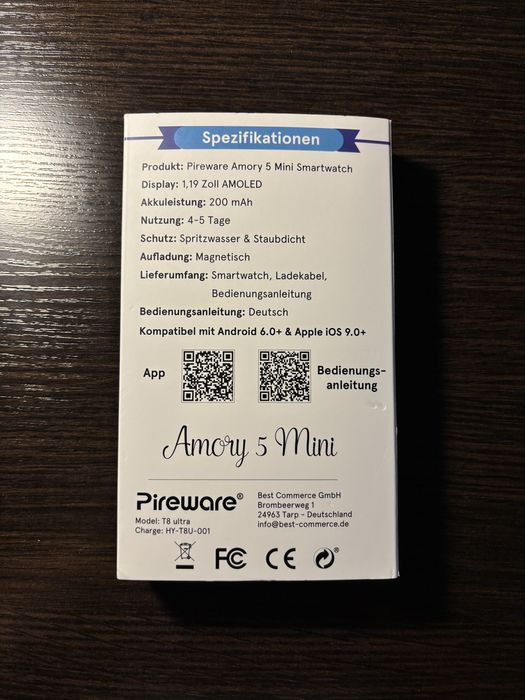 Spezifikationen
Produkt: Pireware Amory 5 Mini Smartwatch
Display: 1,19 Zoll AMOLED
Akkuleistung: 200 mAh
Nutzung: 4-5 Tage
Schutz: Spritzwasser & Staubdicht
Aufladung: Magnetisch
Lieferumfang: Smartwatch, Ladekabel,
Bedienungsanleitung
Bedienungsanleitung: Deutsch
Kompatibel mit Android 6.0+ & Apple iOS 9.0+
App
Bedienungs-
anleitung
Amory 5 Mini
Pireware®
Model: T8 ultra
Charge: HY-T8U-001
Best Commerce GmbH
Brombeerweg 1
24963 Tarp - Deutschland
info@best-commerce.de
FC CE ®